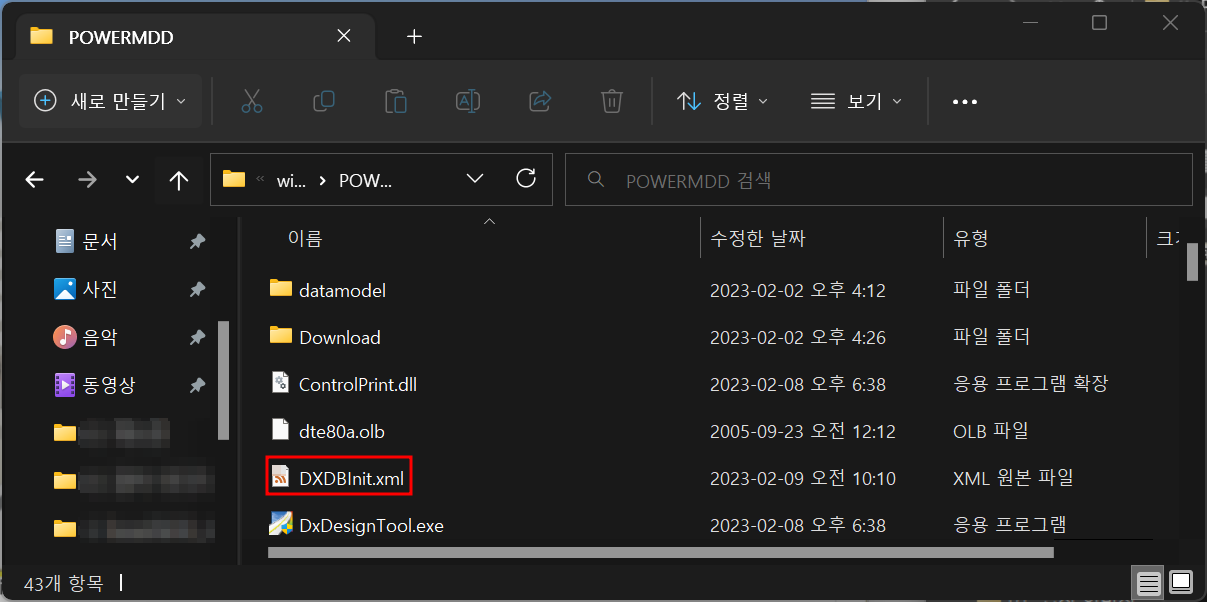 POWERMDD
새로 만들기
정렬
보기
wi... > POW...
POWERMDD 검색
문서
사진
음악
동영상
이름 수정한 날짜 유형
datamodel 2023-02-02 오후 4:12 파일 폴더
Download 2023-02-02 오후 4:26 파일 폴더
ControlPrint.dll 2023-02-08 오후 6:38 응용 프로그램 확장
dte80a.olb 2005-09-23 오전 12:12 OLB 파일
DXDBInit.xml 2023-02-09 오전 10:10 XML 원본 파일
DxDesignTool.exe 2023-02-08 오후 6:38 응용 프로그램
43개 항목